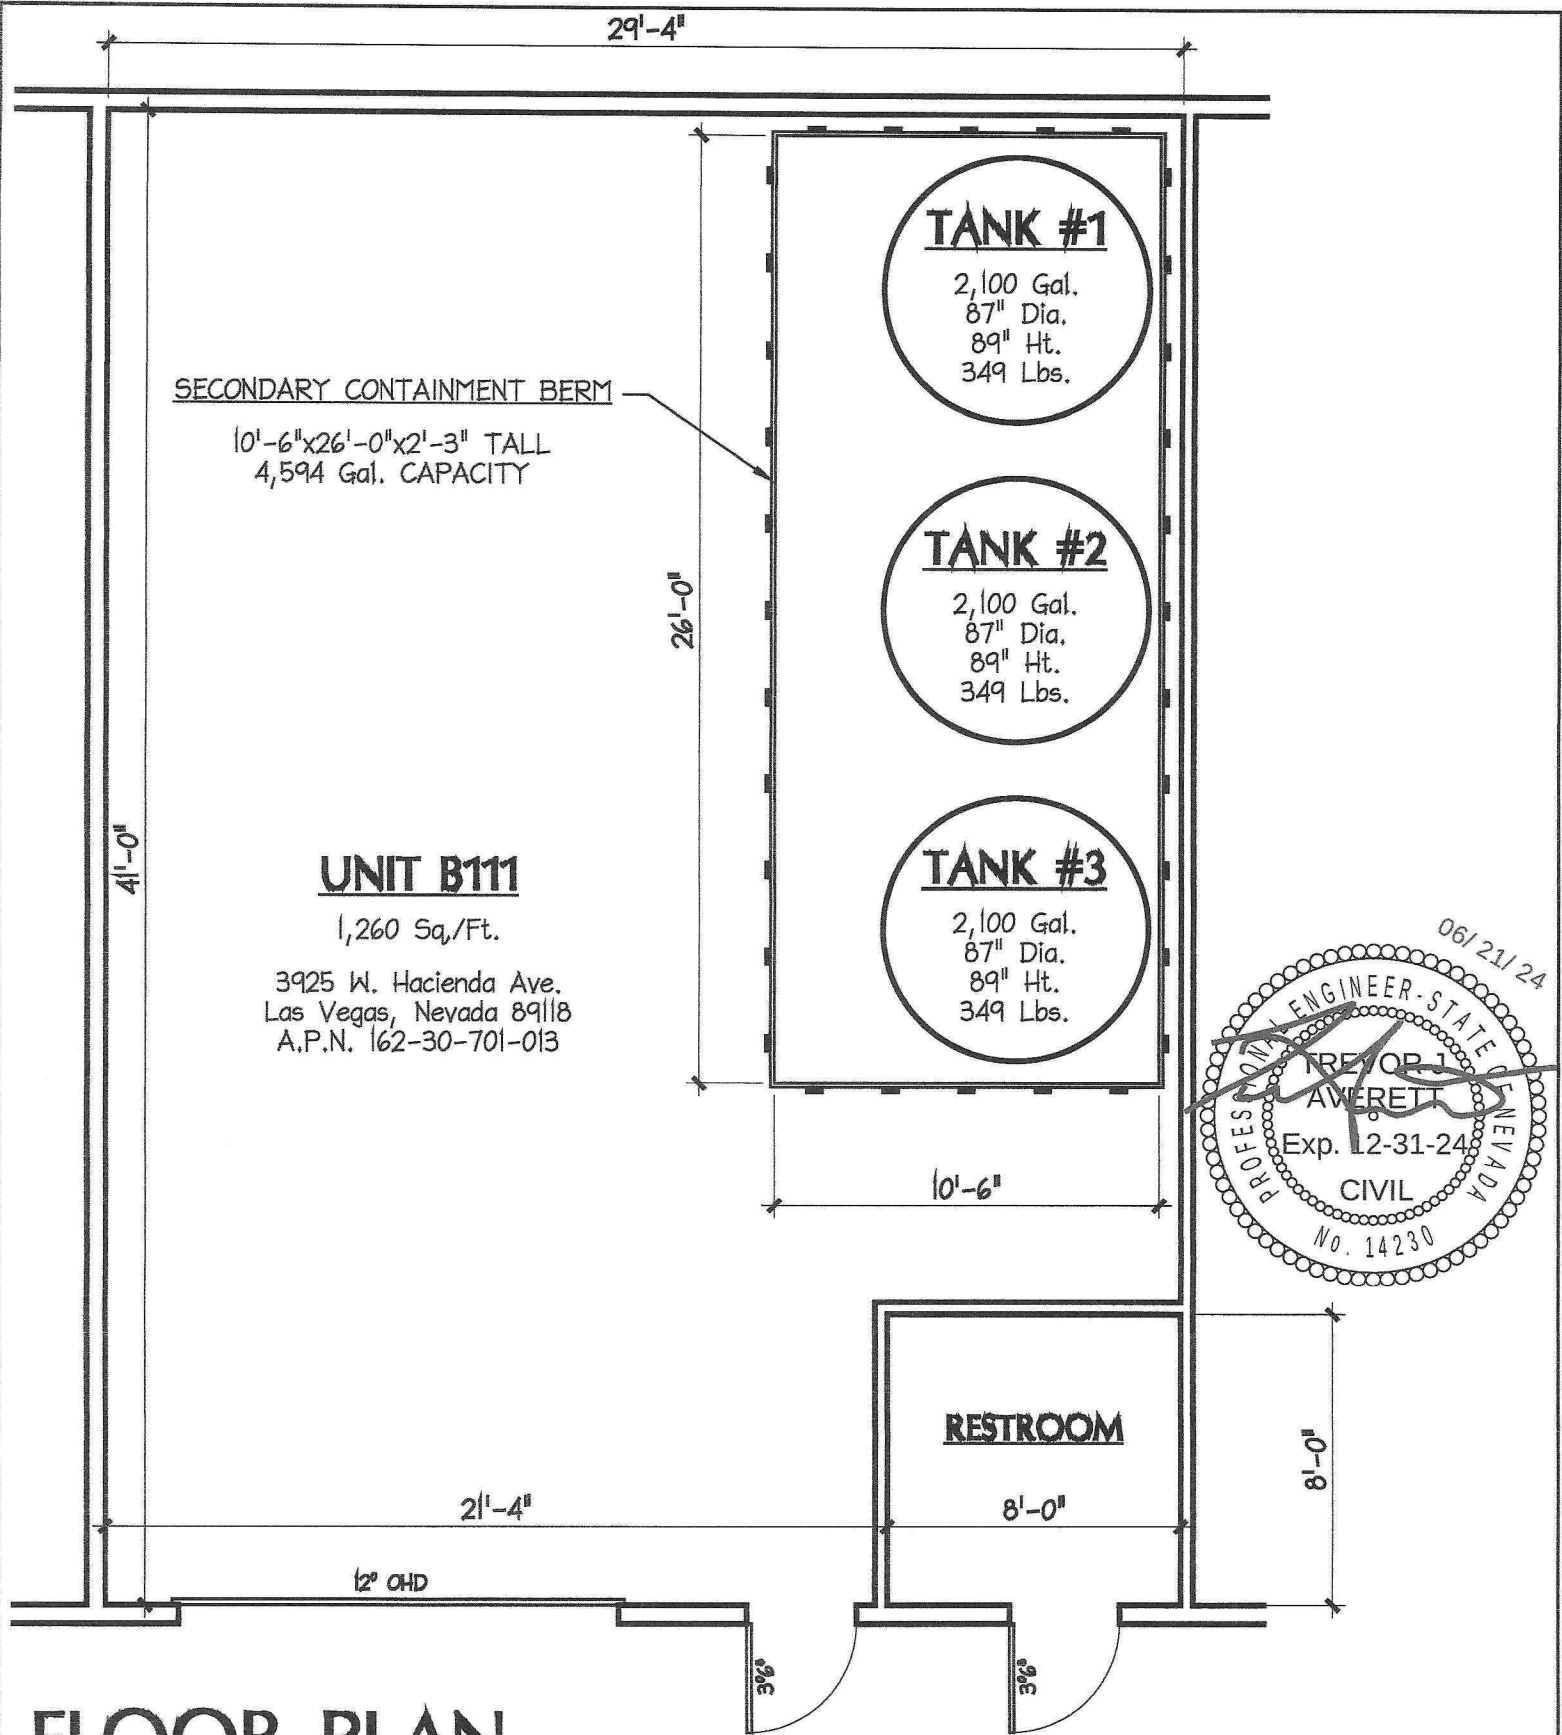 29'-4"
TANK #1
2,100 Gal.
87" Dia.
89" Ht.
349 Lbs.
SECONDARY CONTAINMENT BERM
10'-6"x26'-0"x2'-3" TALL
4,594 Gal. CAPACITY
TANK #2
2,100 Gal.
87" Dia.
89" Ht.
349 Lbs.
26'-0"
41'-0"
UNIT B111
1,260 Sq./Ft.
3925 W. Hacienda Ave.
Las Vegas, Nevada 89118
A.P.N. 162-30-701-013
TANK #3
2,100 Gal.
87" Dia.
89" Ht.
349 Lbs.
06/21/24
PROFESSIONAL ENGINEER-STATE OF NEVADA
TREVOR J.
AVERETT
Exp. 12-31-24
CIVIL
No. 14230
10'-6"
RESTROOM
8'-0"
21'-4"
8'-0"
12⁰ OHD
3⁰6⁸
3⁰6⁸
FLOOR PLAN